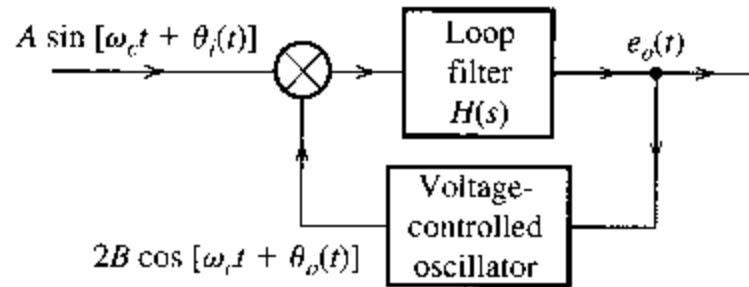 A sin [ω_c t + θ_i(t)]
Loop
filter
H(s)
e_o(t)
Voltage-
controlled
oscillator
2B cos [ω_c t + θ_o(t)]